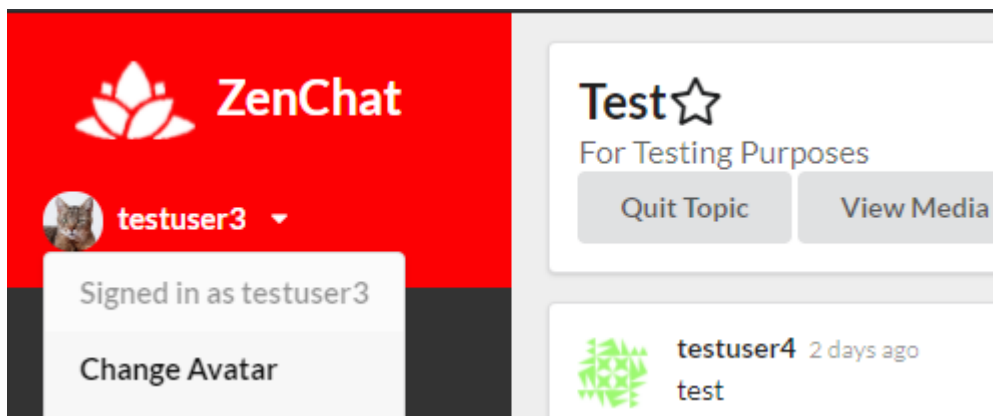 ZenChat
testuser3
Signed in as testuser3
Change Avatar
Test
For Testing Purposes
Quit Topic
View Media
testuser4 2 days ago
test